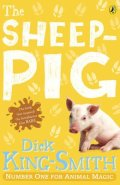 The
SHEEP-
PIG
Dick
King-Smith
NUMBER ONE FOR ANIMAL MAGIC